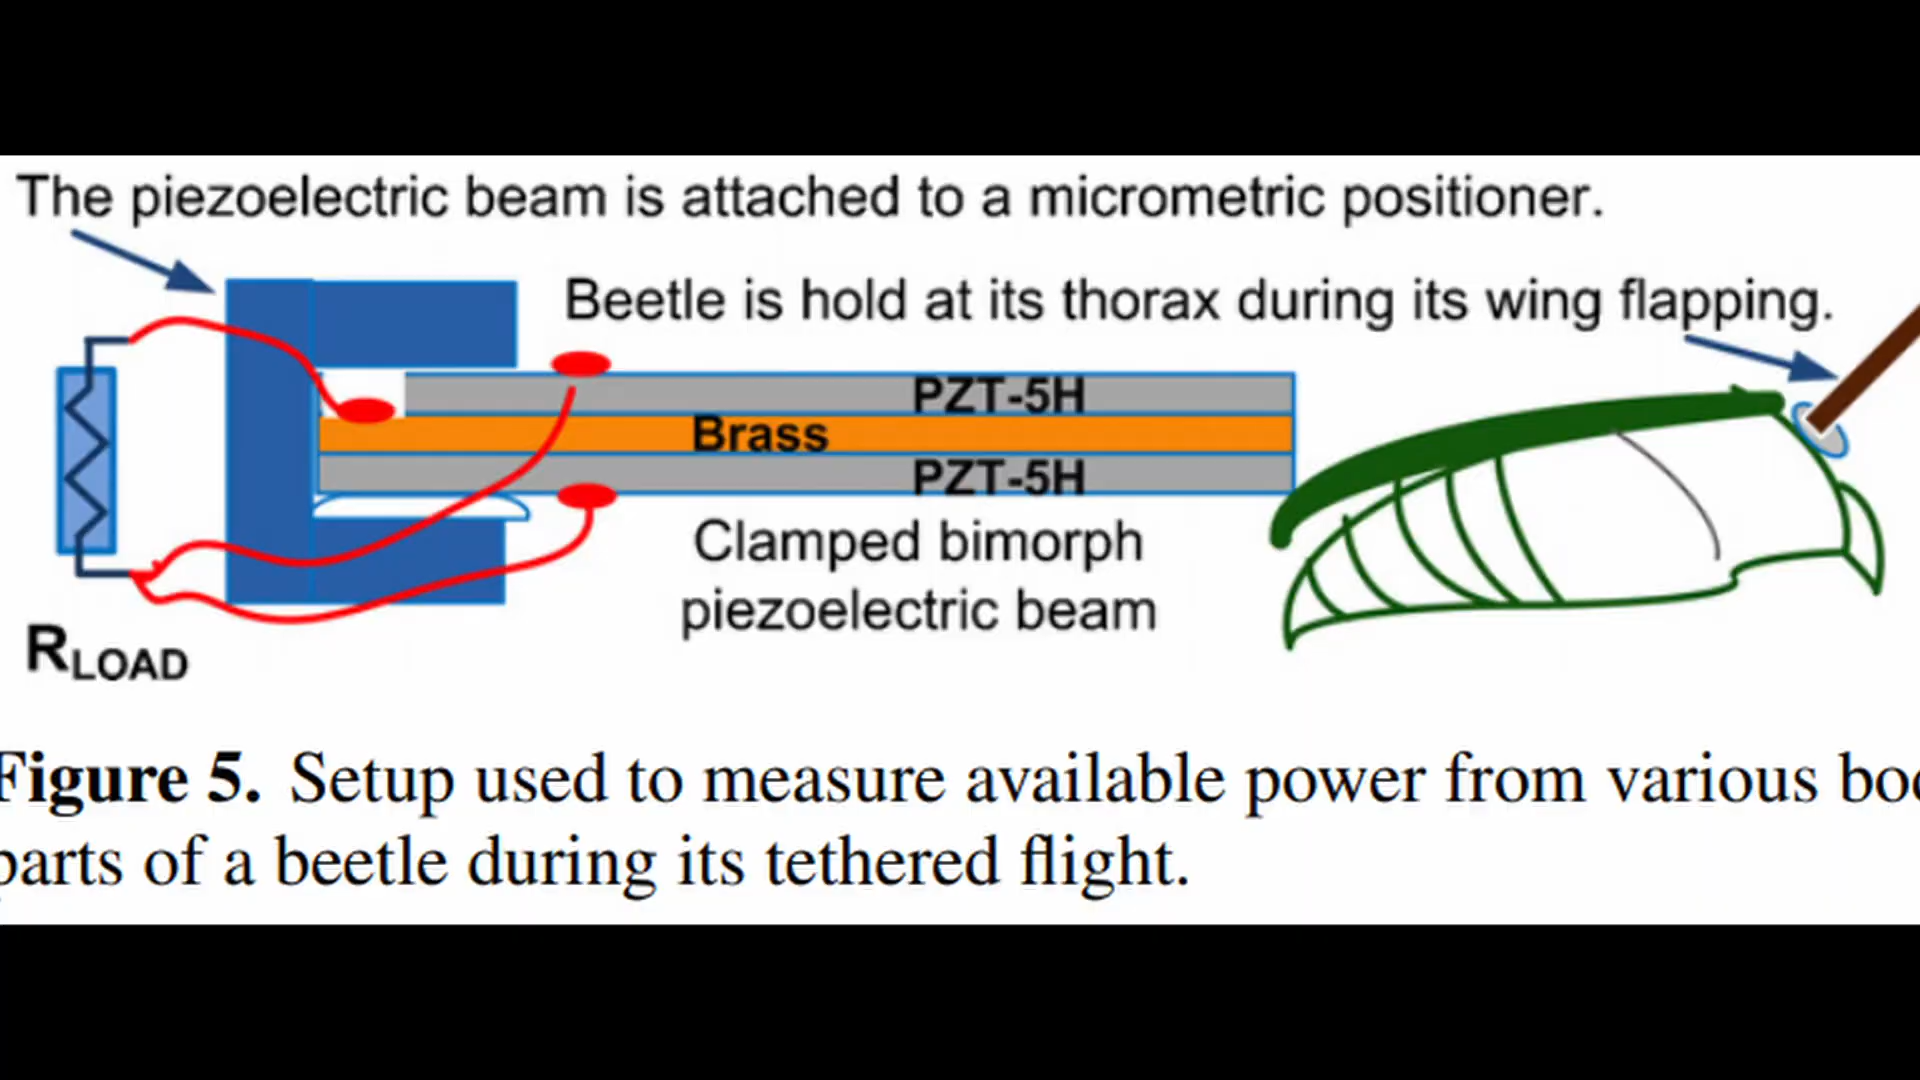 The piezoelectric beam is attached to a micrometric positioner.
Beetle is hold at its thorax during its wing flapping.
PZT-5H
Brass
PZT-5H
Clamped bimorph
piezoelectric beam
RLOAD
Figure 5. Setup used to measure available power from various
parts of a beetle during its tethered flight.